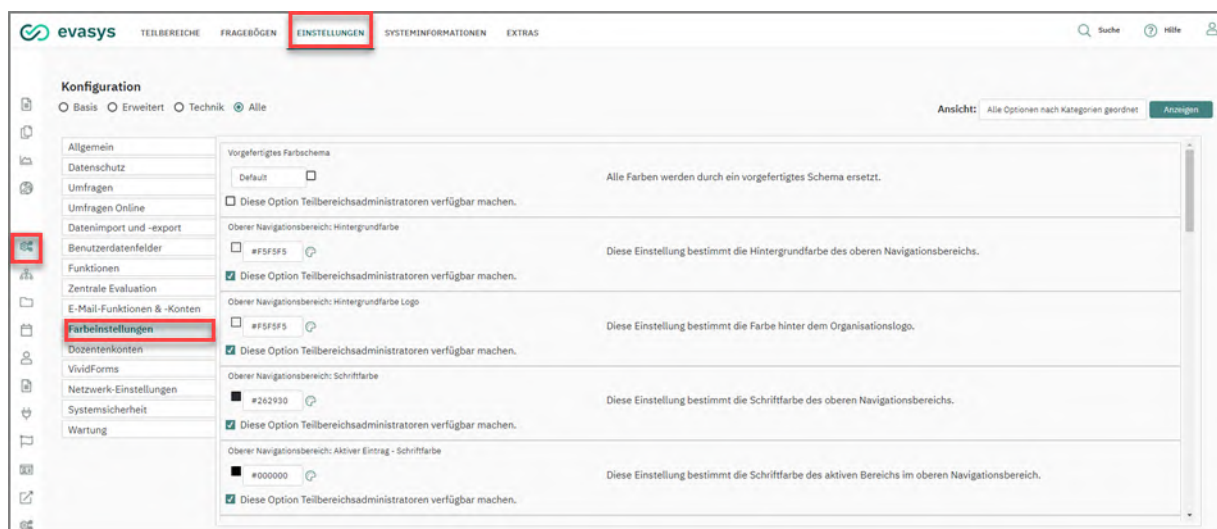 evasys TEILBEREICHE FRAGEBÖGEN EINSTELLUNGEN SYSTEMINFORMATIONEN EXTRAS Suche Hilfe
Konfiguration
Basis Erweitert Technik Alle
Ansicht: Alle Optionen nach Kategorien geordnet Anzeigen
Allgemein
Datenschutz
Umfragen
Umfragen Online
Datenimport und -export
Benutzerdatenfelder
Funktionen
Zentrale Evaluation
E-Mail-Funktionen & -Konten
Farbeinstellungen
Dozentenkonten
VividForms
Netzwerk-Einstellungen
Systemsicherheit
Wartung
Vorgefertigtes Farbschema
Default
Alle Farben werden durch ein vorgefertigtes Schema ersetzt.
Diese Option Teilbereichsadministratoren verfügbar machen.
Oberer Navigationsbereich: Hintergrundfarbe
#F5F5F5
Diese Einstellung bestimmt die Hintergrundfarbe des oberen Navigationsbereichs.
Diese Option Teilbereichsadministratoren verfügbar machen.
Oberer Navigationsbereich: Hintergrundfarbe Logo
#F5F5F5
Diese Einstellung bestimmt die Farbe hinter dem Organisationslogo.
Diese Option Teilbereichsadministratoren verfügbar machen.
Oberer Navigationsbereich: Schriftfarbe
#262930
Diese Einstellung bestimmt die Schriftfarbe des oberen Navigationsbereichs.
Diese Option Teilbereichsadministratoren verfügbar machen.
Oberer Navigationsbereich: Aktiver Eintrag - Schriftfarbe
#000000
Diese Einstellung bestimmt die Schriftfarbe des aktiven Bereichs im oberen Navigationsbereich.
Diese Option Teilbereichsadministratoren verfügbar machen.